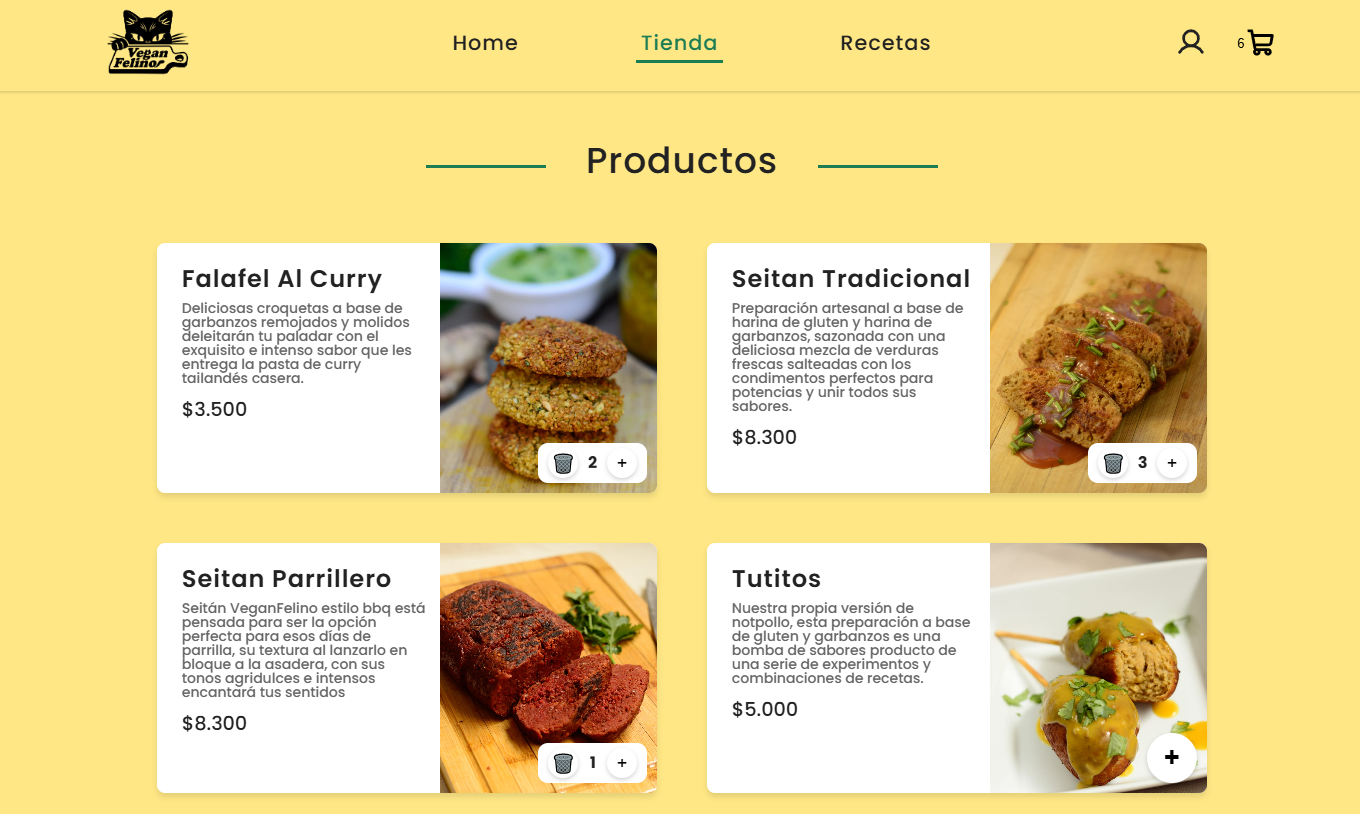 Vegan
Felino
Home
Tienda
Recetas
6
Productos
Falafel Al Curry
Deliciosas croquetas a base de
garbanzos remojados y molidos
deleitarán tu paladar con el
exquisito e intenso sabor que les
entrega la pasta de curry
tailandés casera.
$3.500
2
+
Seitan Tradicional
Preparación artesanal a base de
harina de gluten y harina de
garbanzos, sazonada con una
deliciosa mezcla de verduras
frescas salteadas con los
condimentos perfectos para
potencias y unir todos sus
sabores.
$8.300
3
+
Seitan Parrillero
Seitán VeganFelino estilo bbq está
pensada para ser la opción
perfecta para esos días de
parrilla, su textura al lanzarlo en
bloque a la asadera, con sus
tonos agridulces e intensos
encantará tus sentidos
$8.300
1
+
Tutitos
Nuestra propia versión de
notpollo, esta preparación a base
de gluten y garbanzos es una
bomba de sabores producto de
una serie de experimentos y
combinaciones de recetas.
$5.000
+